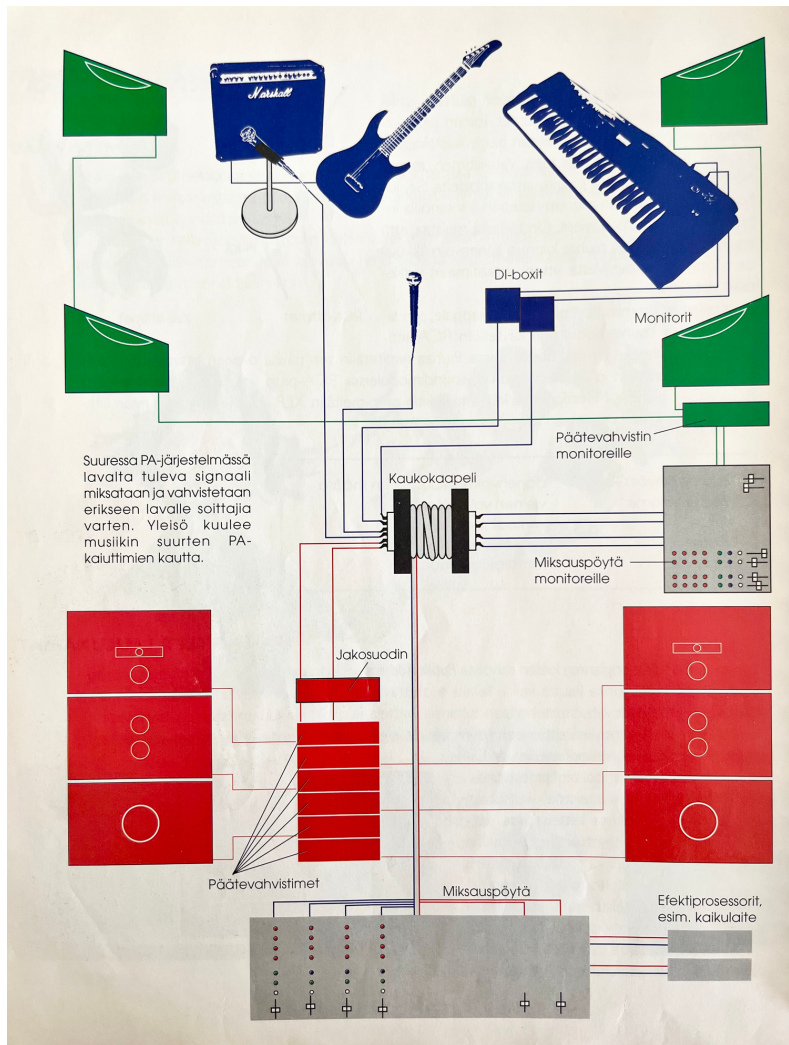 Marshall
DI-boxit
Monitorit
Päätevahvistin
monitoreille
Suuressa PA-järjestelmässä
lavalta tuleva signaali
miksataan ja vahvistetaan
erikseen lavalle soittajia
varten. Yleisö kuulee
musiikin suurten PA-
kaiuttimien kautta.
Kaukokaapeli
Miksauspöytä
monitoreille
Jakosuodin
Päätevahvistimet
Miksauspöytä
Efektiprosessorit,
esim. kaikulaite